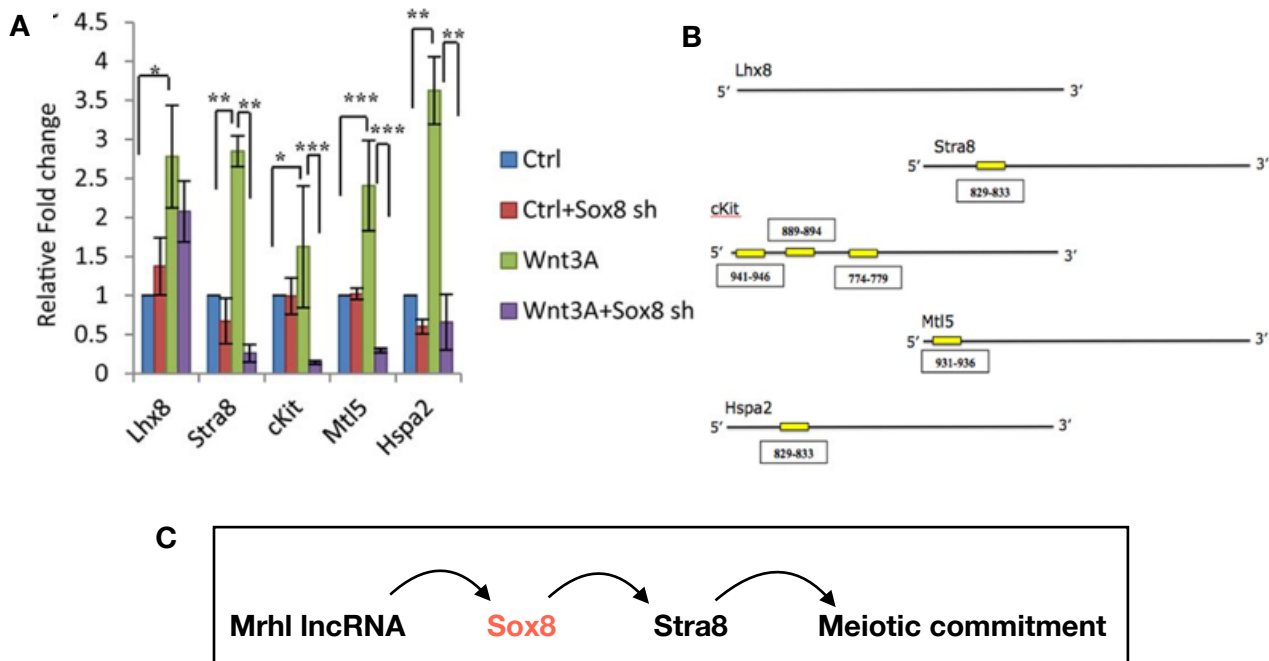 A
4.5
4
3.5
3
2.5
2
1.5
1
0.5
0
Relative Fold change
* ** ** * *** *** *** ** **
Lhx8 Stra8 cKit Mtl5 Hspa2
Ctrl
Ctrl+Sox8 sh
Wnt3A
Wnt3A+Sox8 sh
B
Lhx8
5′ 3′
Stra8
5′ 3′
829-833
cKit
889-894
5′ 3′
941-946 774-779
Mtl5
5′ 3′
931-936
Hspa2
5′ 3′
829-833
C
Mrhl lncRNA Sox8 Stra8 Meiotic commitment